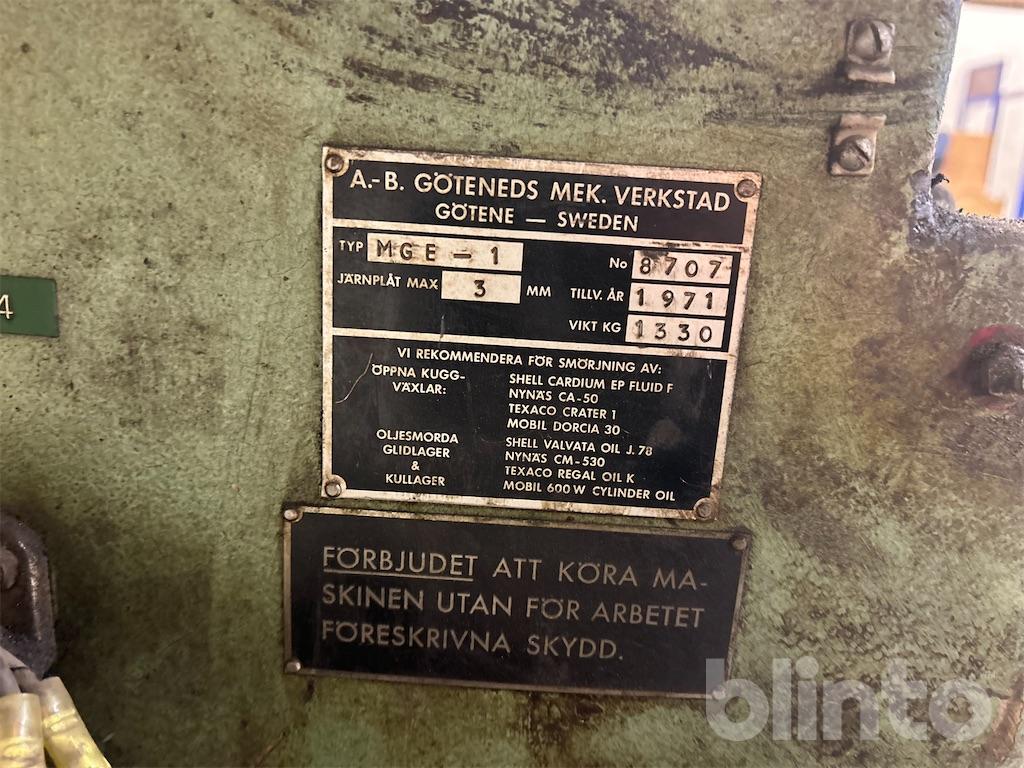 A.-B. GÖTENEDS MEK. VERKSTAD
GÖTENE — SWEDEN
TYP MGE-1 No 8707
JÄRNPLÅT MAX 3 MM TILLV. ÅR 1971
VIKT KG 1330
VI REKOMMENDERA FÖR SMÖRJNING AV:
ÖPPNA KUGG-
VÄXLAR:
SHELL CARDIUM EP FLUID F
NYNÄS CA-50
TEXACO CRATER 1
MOBIL DORCIA 30
OLJESMORDA
GLIDLAGER
&
KULLAGER
SHELL VALVATA OIL J. 78
NYNÄS CM-530
TEXACO REGAL OIL K
MOBIL 600 W CYLINDER OIL
4
FÖRBJUDET ATT KÖRA MA-
SKINEN UTAN FÖR ARBETET
FÖRESKRIVNA SKYDD.
blinto